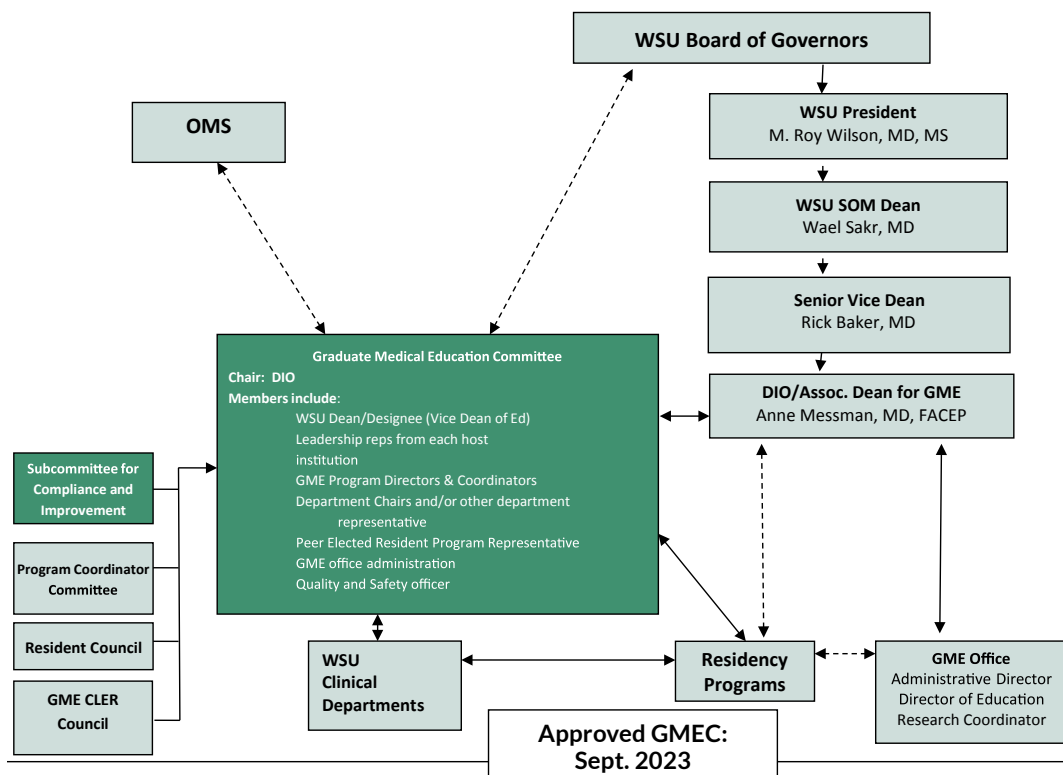 WSU Board of Governors
OMS
WSU President
M. Roy Wilson, MD, MS
WSU SOM Dean
Wael Sakr, MD
Senior Vice Dean
Rick Baker, MD
DIO/Assoc. Dean for GME
Anne Messman, MD, FACEP
Graduate Medical Education Committee
Chair: DIO
Members include:
WSU Dean/Designee (Vice Dean of Ed)
Leadership reps from each host
institution
GME Program Directors & Coordinators
Department Chairs and/or other department
representative
Peer Elected Resident Program Representative
GME office administration
Quality and Safety officer
Subcommittee for
Compliance and
Improvement
Program Coordinator
Committee
Resident Council
GME CLER
Council
WSU
Clinical
Departments
Residency
Programs
GME Office
Administrative Director
Director of Education
Research Coordinator
Approved GMEC:
Sept. 2023